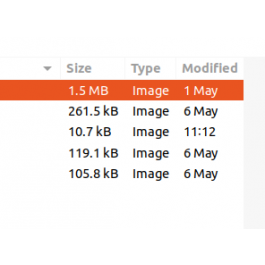 Size Type Modified
1.5 MB Image 1 May
261.5 kB Image 6 May
10.7 kB Image 11:12
119.1 kB Image 6 May
105.8 kB Image 6 May